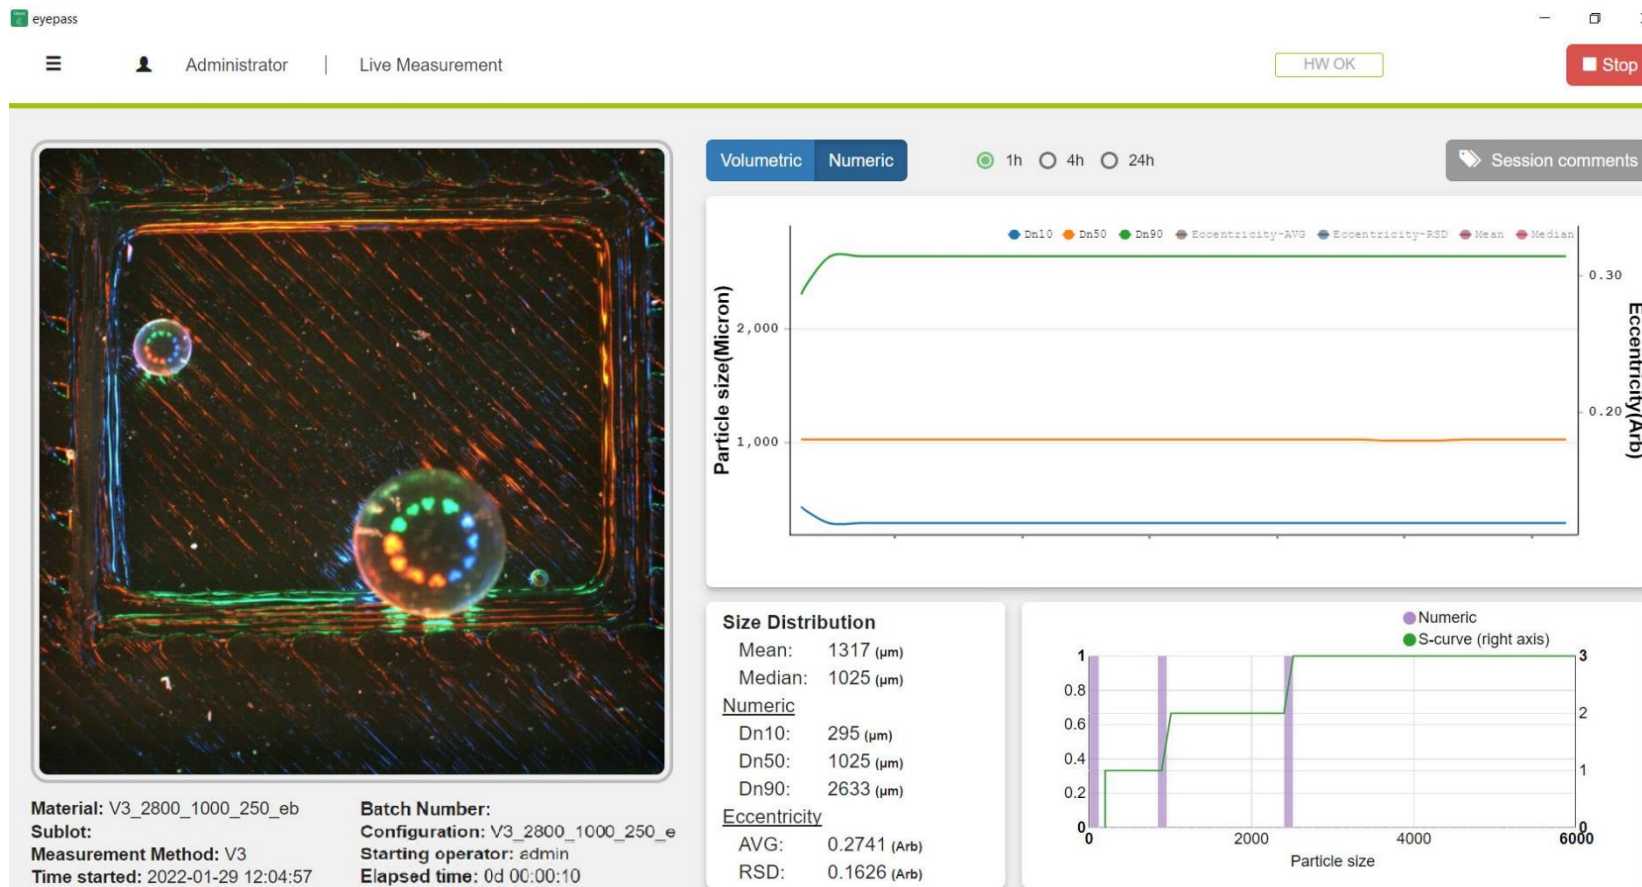 eyepass
Administrator | Live Measurement
HW OK
Stop
Volumetric Numeric
1h 4h 24h
Session comments
Dn10 Dn50 Dn90 Eccentricity-AVG Eccentricity-RSD Mean Median
Particle size(Micron)
2,000
1,000
0.30
0.20
Eccentricity(Arb)
Size Distribution
Mean: 1317 (μm)
Median: 1025 (μm)
Numeric
Dn10: 295 (μm)
Dn50: 1025 (μm)
Dn90: 2633 (μm)
Eccentricity
AVG: 0.2741 (Arb)
RSD: 0.1626 (Arb)
Numeric
S-curve (right axis)
1
0.8
0.6
0.4
0.2
0
3
2
1
0
0 2000 4000 6000
Particle size
Material: V3_2800_1000_250_eb
Sublot:
Measurement Method: V3
Time started: 2022-01-29 12:04:57
Batch Number:
Configuration: V3_2800_1000_250_e
Starting operator: admin
Elapsed time: 0d 00:00:10